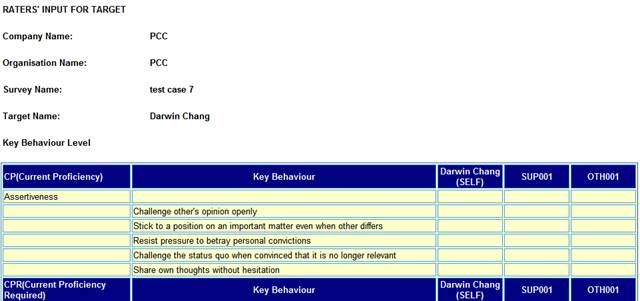 RATERS' INPUT FOR TARGET
Company Name: PCC
Organisation Name: PCC
Survey Name: test case 7
Target Name: Darwin Chang
Key Behaviour Level
CP(Current Proficiency) Key Behaviour Darwin Chang (SELF) SUP001 OTH001
Assertiveness
Challenge other's opinion openly
Stick to a position on an important matter even when other differs
Resist pressure to betray personal convictions
Challenge the status quo when convinced that it is no longer relevant
Share own thoughts without hesitation
CPR(Current Proficiency Required) Key Behaviour Darwin Chang (SELF) SUP001 OTH001